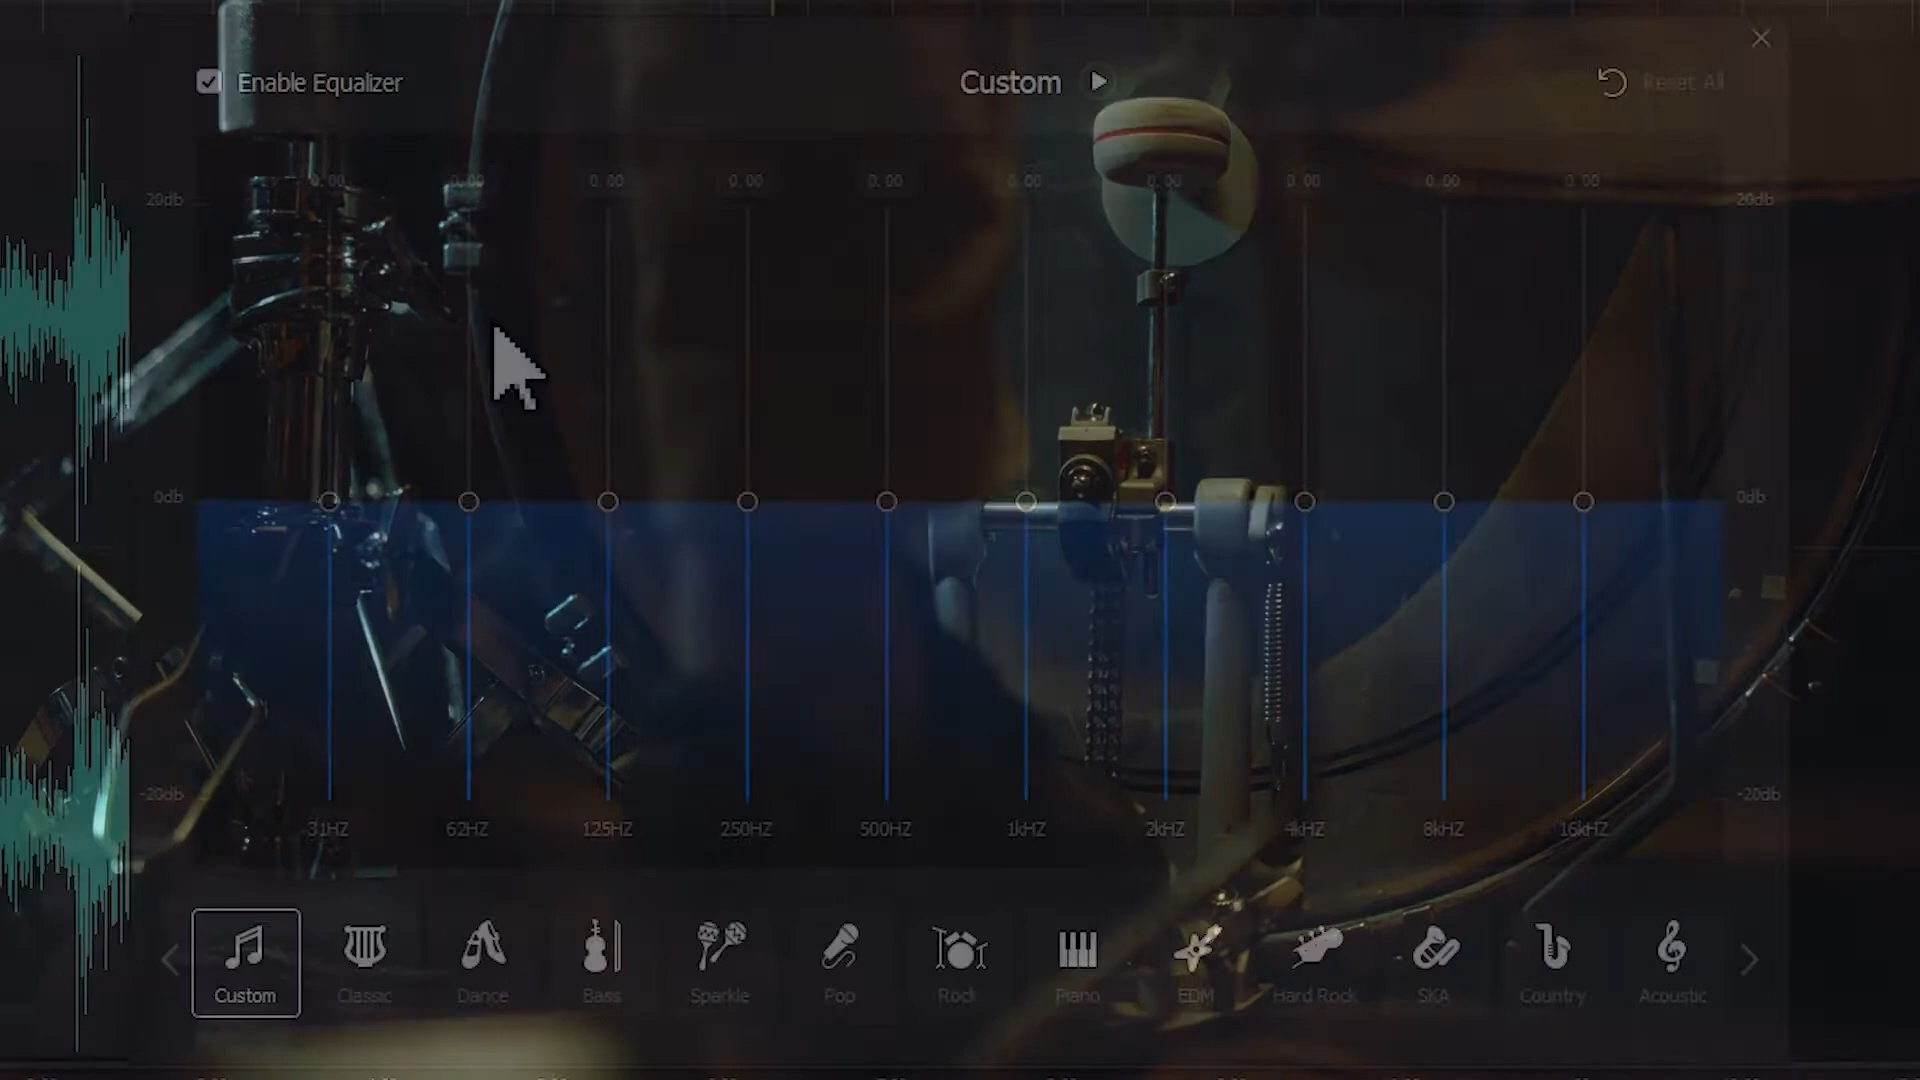 Enable Equalizer
Custom
Reset All
0.00 0.00 0.00 0.00 0.00 0.00 0.00 0.00 0.00 0.00
20db 20db
0db 0db
-20db -20db
31HZ 62HZ 125HZ 250HZ 500HZ 1kHZ 2kHZ 4kHZ 8kHZ 16kHZ
Custom Classic Dance Bass Sparkle Pop Rock Piano EDM Hard Rock SKA Country Acoustic